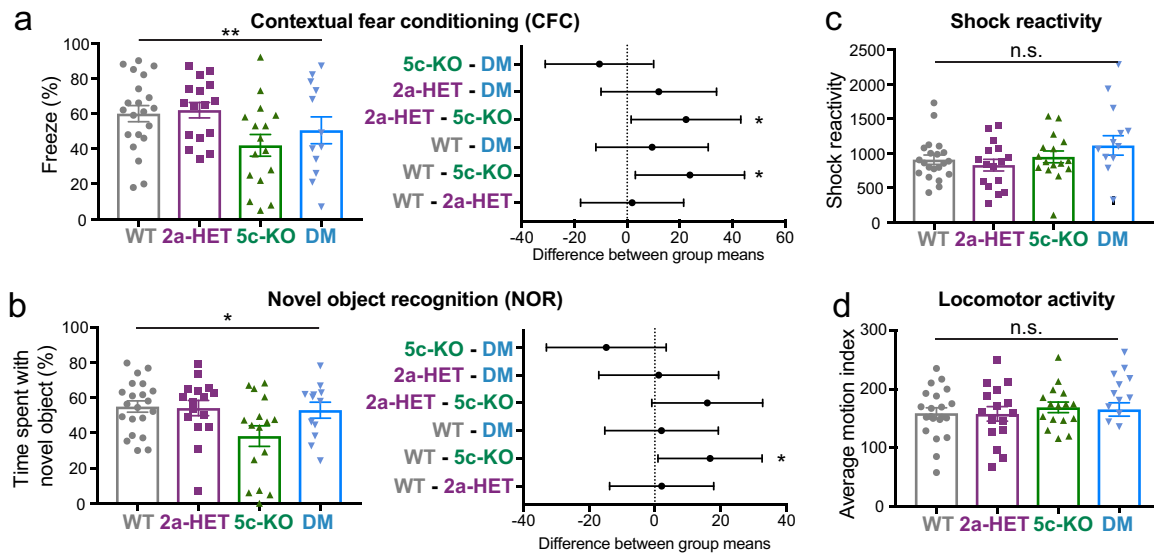 a
Contextual fear conditioning (CFC)
**
Freeze (%)
100
80
60
40
20
0
WT 2a-HET 5c-KO DM
5c-KO - DM
2a-HET - DM
2a-HET - 5c-KO
*
WT - DM
WT - 5c-KO
*
WT - 2a-HET
-40 -20 0 20 40 60
Difference between group means
b
Novel object recognition (NOR)
*
Time spent with
novel object (%)
100
80
60
40
20
0
WT 2a-HET 5c-KO DM
5c-KO - DM
2a-HET - DM
2a-HET - 5c-KO
WT - DM
WT - 5c-KO
*
WT - 2a-HET
-40 -20 0 20 40
Difference between group means
c
Shock reactivity
n.s.
Shock reactivity
2500
2000
1500
1000
500
0
WT 2a-HET 5c-KO DM
d
Locomotor activity
n.s.
Average motion index
300
200
100
0
WT 2a-HET 5c-KO DM